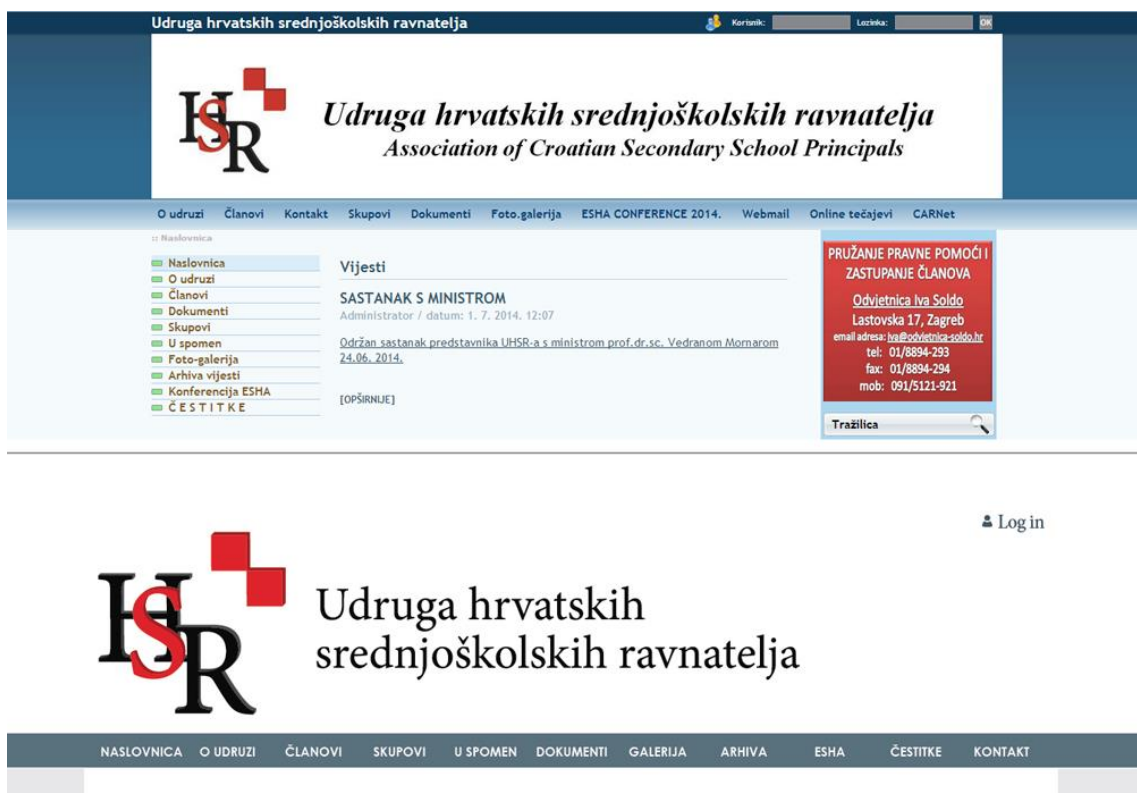 Udruga hrvatskih srednjoškolskih ravnatelja
Korisnik:
Lozinka:
OK
HSR
Udruga hrvatskih srednjoškolskih ravnatelja
Association of Croatian Secondary School Principals
O udruzi Članovi Kontakt Skupovi Dokumenti Foto.galerija ESHA CONFERENCE 2014. Webmail Online tečajevi CARNet
:: Naslovnica
Naslovnica
O udruzi
Članovi
Dokumenti
Skupovi
U spomen
Foto-galerija
Arhiva vijesti
Konferencija ESHA
Č E S T I T K E
Vijesti
SASTANAK S MINISTROM
Administrator / datum: 1. 7. 2014. 12:07
Održan sastanak predstavnika UHSR-a s ministrom prof.dr.sc. Vedranom Mornarom
24.06. 2014.
[OPŠIRNIJE]
PRUŽANJE PRAVNE POMOĆI I
ZASTUPANJE ČLANOVA
Odvjetnica Iva Soldo
Lastovska 17, Zagreb
email adresa: iva@odvjetnica-soldo.hr
tel: 01/8894-293
fax: 01/8894-294
mob: 091/5121-921
Tražilica
Log in
HSR
Udruga hrvatskih
srednjoškolskih ravnatelja
NASLOVNICA O UDRUZI ČLANOVI SKUPOVI U SPOMEN DOKUMENTI GALERIJA ARHIVA ESHA ČESTITKE KONTAKT